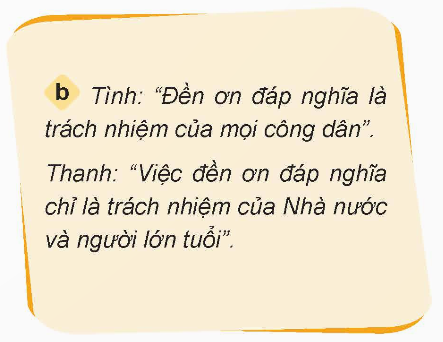 b Tình: “Đền ơn đáp nghĩa là
trách nhiệm của mọi công dân”.
Thanh: “Việc đền ơn đáp nghĩa
chỉ là trách nhiệm của Nhà nước
và người lớn tuổi”.